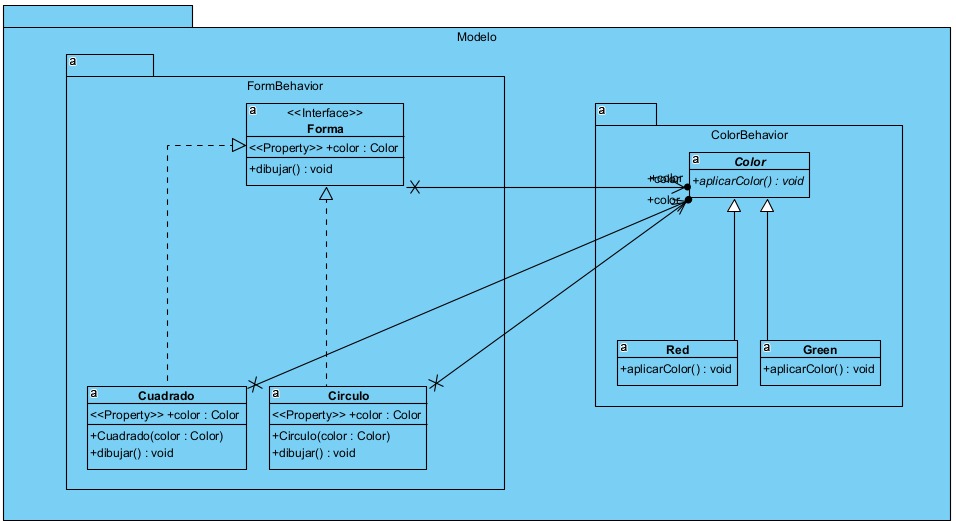 Modelo
a
FormBehavior
a
<<Interface>>
Forma
<<Property>> +color : Color
+dibujar() : void
a
ColorBehavior
a
Color
+aplicarColor() : void
+color
+color
+color
a
Red
+aplicarColor() : void
a
Green
+aplicarColor() : void
a
Cuadrado
<<Property>> +color : Color
+Cuadrado(color : Color)
+dibujar() : void
a
Circulo
<<Property>> +color : Color
+Circulo(color : Color)
+dibujar() : void